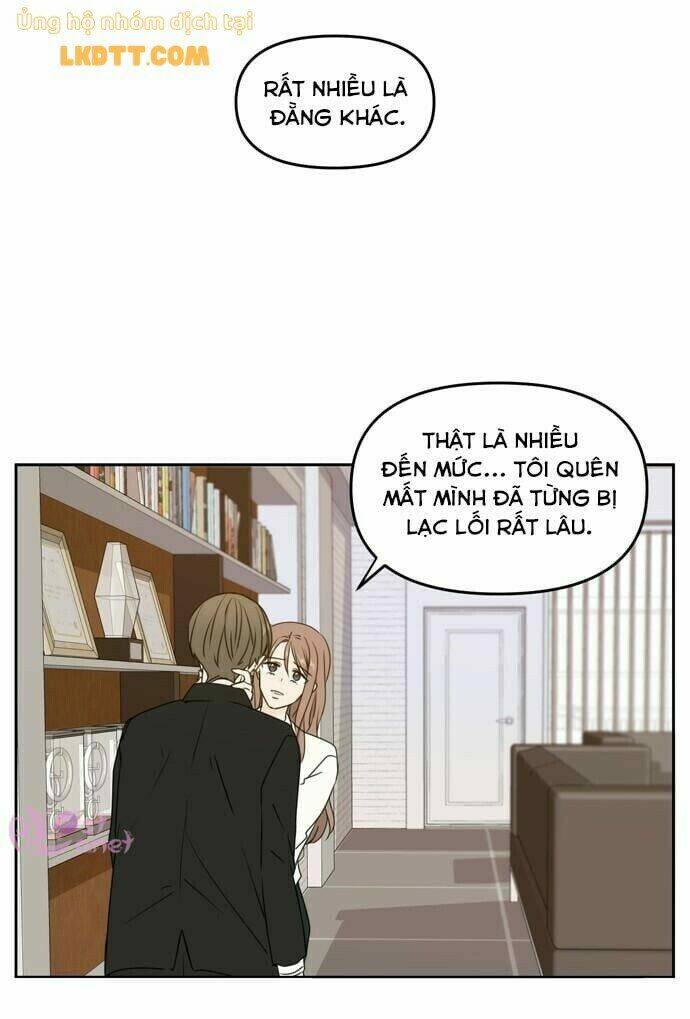 Ủng hộ nhóm dịch tại
LKDTT.COM
RẤT NHIỀU LÀ
ĐẰNG KHÁC.
THẬT LÀ NHIỀU
ĐẾN MỨC... TÔI QUÊN
MẤT MÌNH ĐÃ TỪNG BỊ
LẠC LỐI RẤT LÂU.